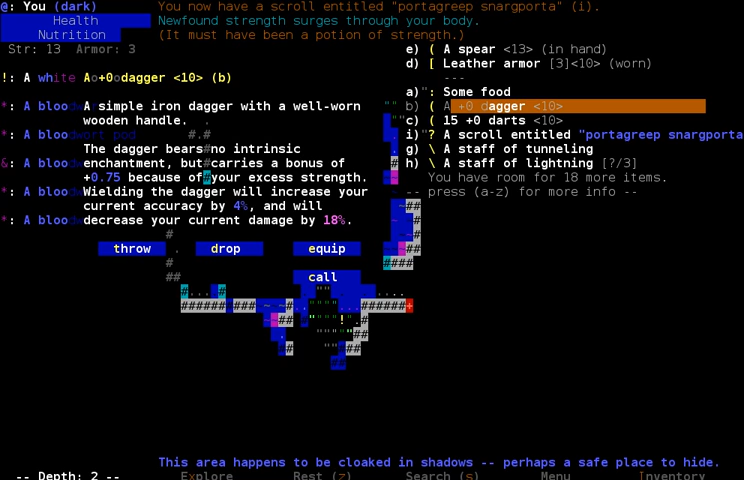 @: You (dark)
You now have a scroll entitled "portagreep snargporta" (i).
Health
Newfound strength surges through your body.
Nutrition
(It must have been a potion of strength.)
Str: 13 Armor: 3
e) ( A spear <13> (in hand)
d) [ Leather armor [3]<10> (worn)
---
!: A white A +0 dagger <10> (b)
a) : Some food
b) ( A +0 dagger <10>
c) ( 15 +0 darts <10>
i) ? A scroll entitled "portagreep snargporta
g) \ A staff of tunneling
h) \ A staff of lightning [?/3]
You have room for 18 more items.
-- press (a-z) for more info --
*: A bloodwort
A simple iron dagger with a well-worn
wooden handle.
*: A bloodwort pod
The dagger bears no intrinsic
enchantment, but carries a bonus of
&: A bloo
+0.75 because of your excess strength.
*: A bloo
Wielding the dagger will increase your
current accuracy by 4%, and will
*: A bloo
decrease your current damage by 18%.
throw drop equip
call
This area happens to be cloaked in shadows -- perhaps a safe place to hide.
-- Depth: 2 -- Explore Rest (z) Search (s) Menu Inventory